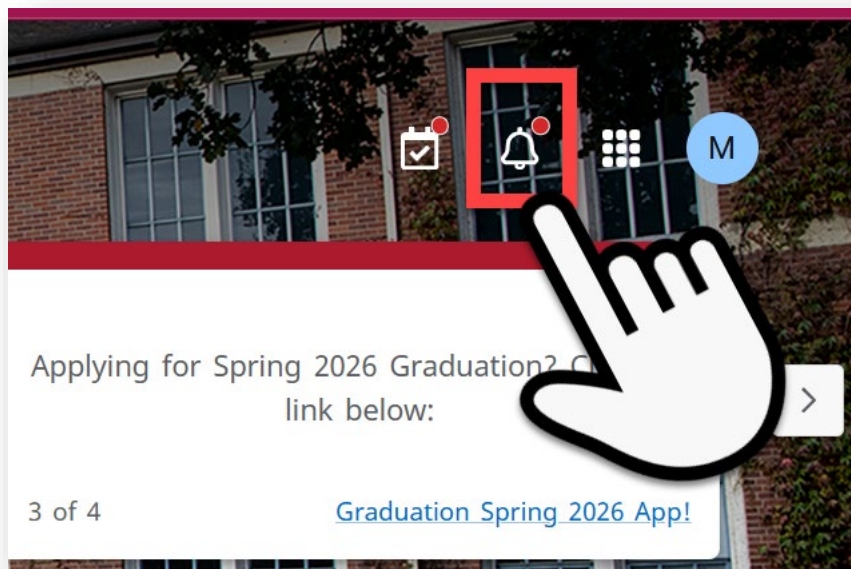 M
Applying for Spring 2026 Graduation?
link below:
3 of 4
Graduation Spring 2026 App!